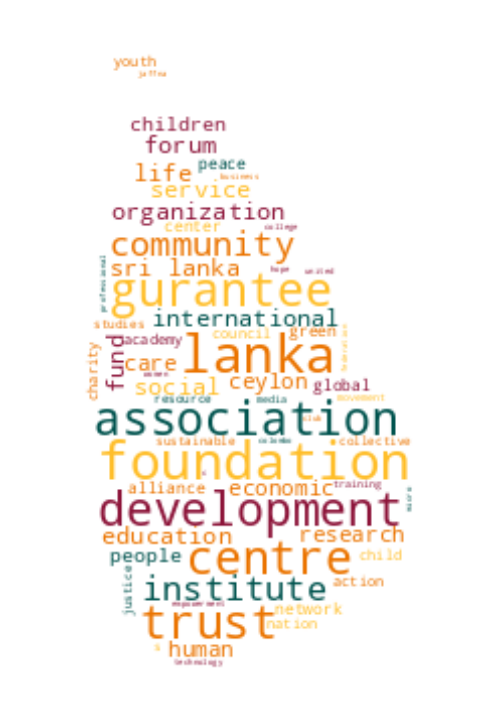 youth
jaffna
children
forum
peace
life business
service
organization
center college
community
sri lanka hope united
professional
gurantee
international
studies council green federation
academy
lanka
fund
charity
care
women
social ceylon global
resource media movement
association
club
sustainable colombo collective
foundation
alliance economic training
development
micro
education research
people centre child
justice
institute action
empowerment network
trust nation
s human
technology